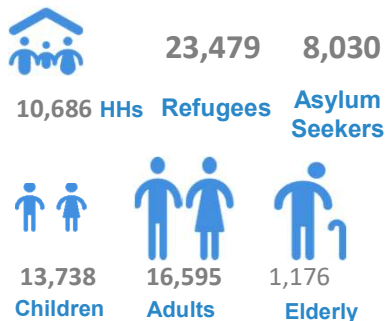 23,479 8,030
10,686 HHs Refugees Asylum
Seekers
13,738 16,595 1,176
Children Adults Elderly